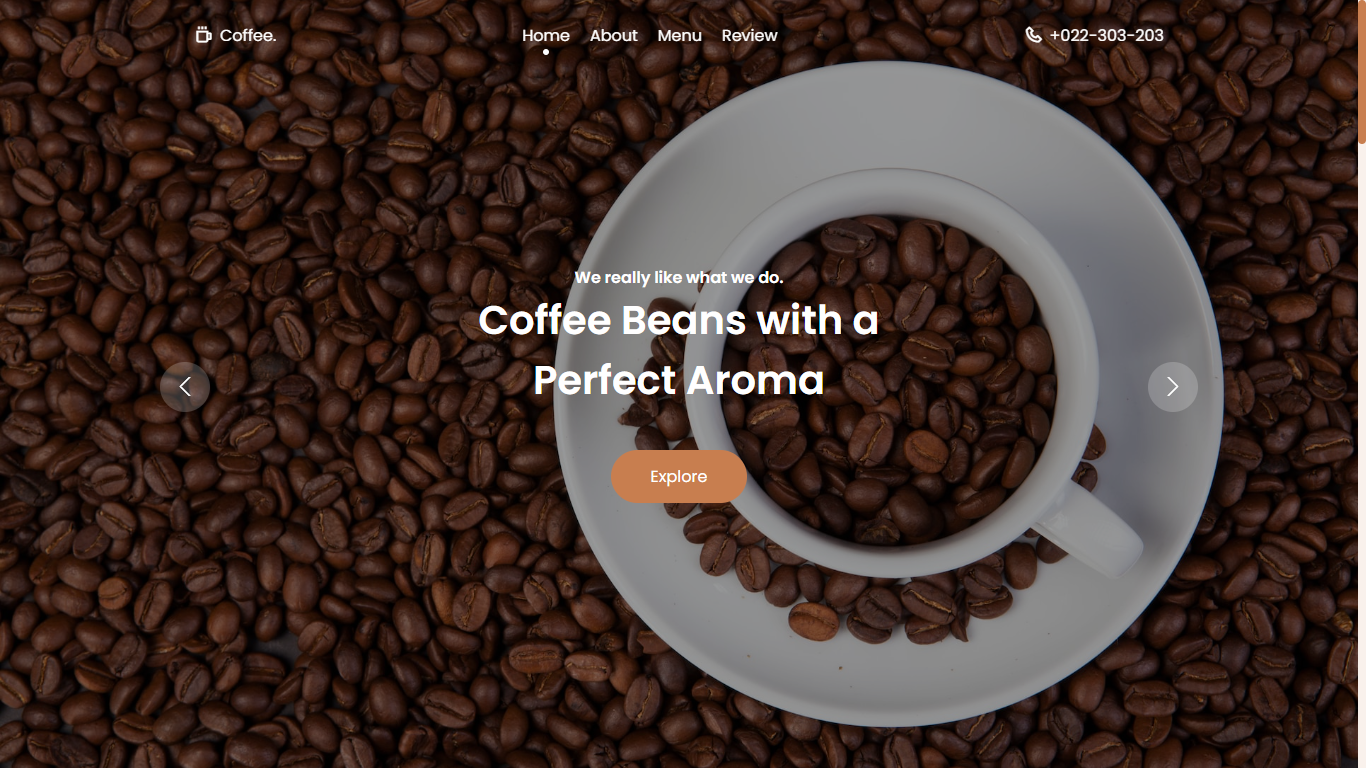 Coffee.
Home About Menu Review
+022-303-203
We really like what we do.
Coffee Beans with a
Perfect Aroma
Explore